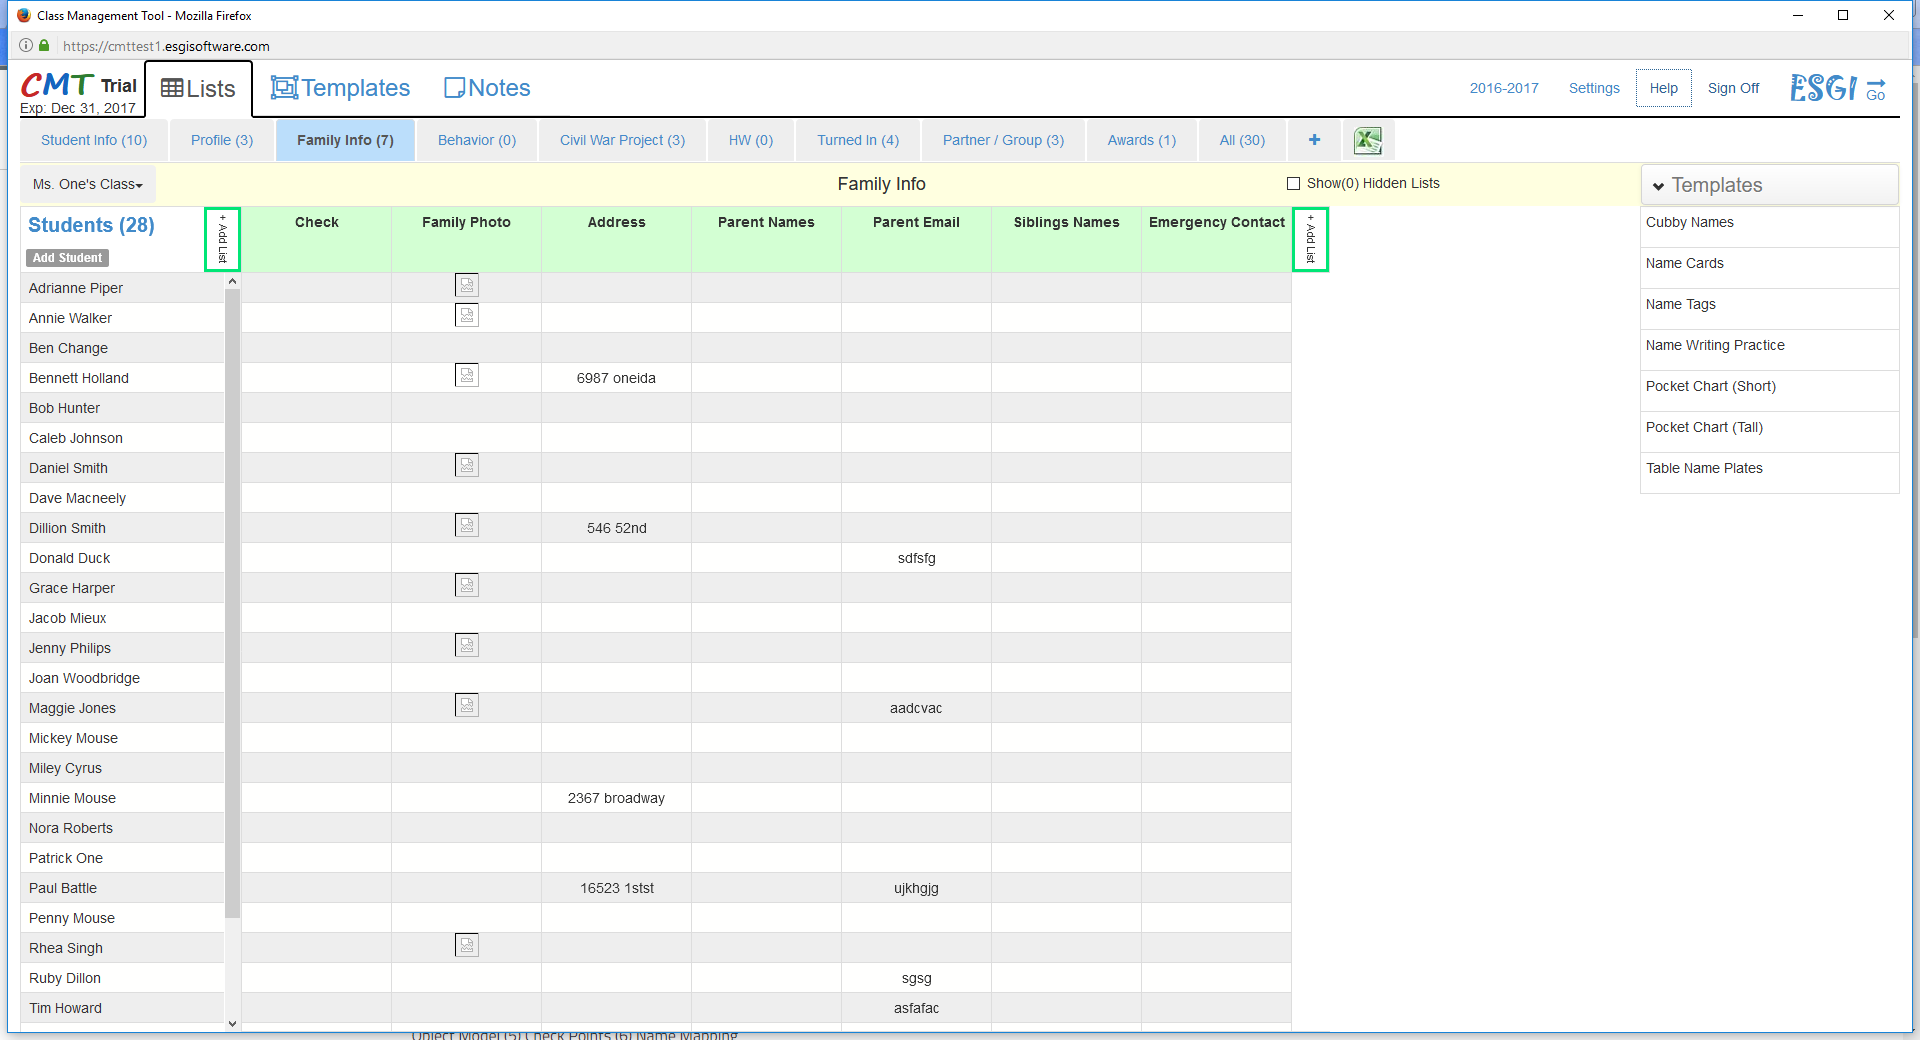 Class Management Tool - Mozilla Firefox
https://cmttest1.esgisoftware.com
CMT Trial
Exp: Dec 31, 2017
Lists
Templates
Notes
2016-2017
Settings
Help
Sign Off
ESGI
Go
Student Info (10)
Profile (3)
Family Info (7)
Behavior (0)
Civil War Project (3)
HW (0)
Turned In (4)
Partner / Group (3)
Awards (1)
All (30)
+
Ms. One's Class
Family Info
Show(0) Hidden Lists
Templates
Students (28)
Add Student
+ Add List
Check
Family Photo
Address
Parent Names
Parent Email
Siblings Names
Emergency Contact
+ Add List
Cubby Names
Name Cards
Name Tags
Name Writing Practice
Pocket Chart (Short)
Pocket Chart (Tall)
Table Name Plates
Adrianne Piper
Annie Walker
Ben Change
Bennett Holland 6987 oneida
Bob Hunter
Caleb Johnson
Daniel Smith
Dave Macneely
Dillion Smith 546 52nd
Donald Duck sdfsfg
Grace Harper
Jacob Mieux
Jenny Philips
Joan Woodbridge
Maggie Jones aadcvac
Mickey Mouse
Miley Cyrus
Minnie Mouse 2367 broadway
Nora Roberts
Patrick One
Paul Battle 16523 1stst ujkhgjg
Penny Mouse
Rhea Singh
Ruby Dillon sgsg
Tim Howard asfafac
Object Model (5) Check Points (6) Name Mapping